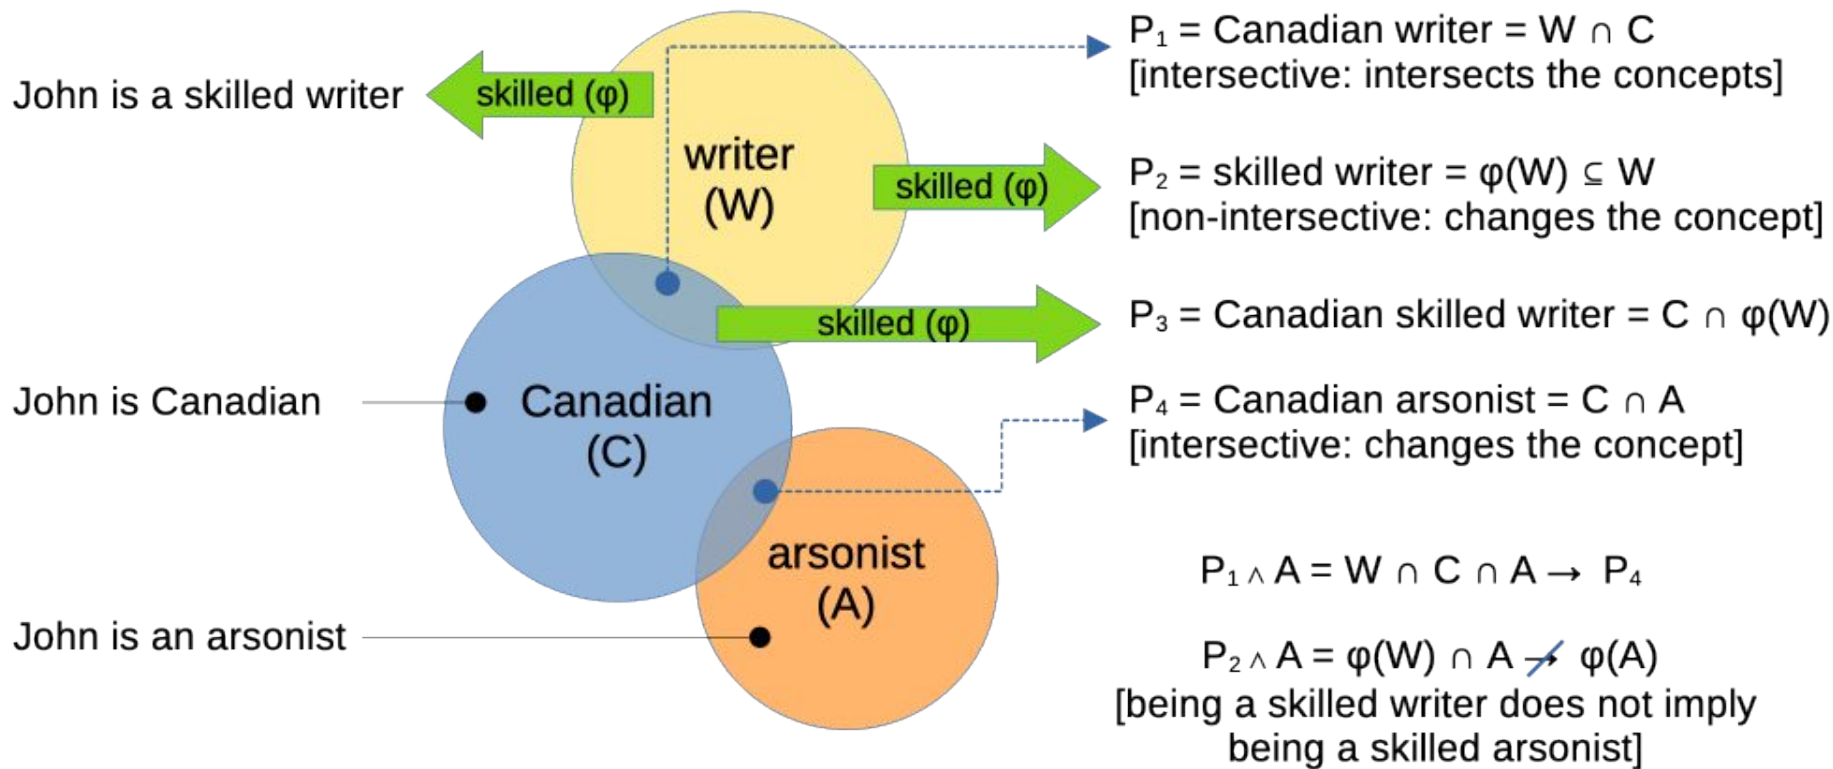 John is a skilled writer
skilled (φ)
writer
(W)
skilled (φ)
skilled (φ)
John is Canadian
Canadian
(C)
arsonist
(A)
John is an arsonist
P₁ = Canadian writer = W ∩ C
[intersective: intersects the concepts]
P₂ = skilled writer = φ(W) ⊆ W
[non-intersective: changes the concept]
P₃ = Canadian skilled writer = C ∩ φ(W)
P₄ = Canadian arsonist = C ∩ A
[intersective: changes the concept]
P₁ ∧ A = W ∩ C ∩ A → P₄
P₂ ∧ A = φ(W) ∩ A ↛ φ(A)
[being a skilled writer does not imply
being a skilled arsonist]